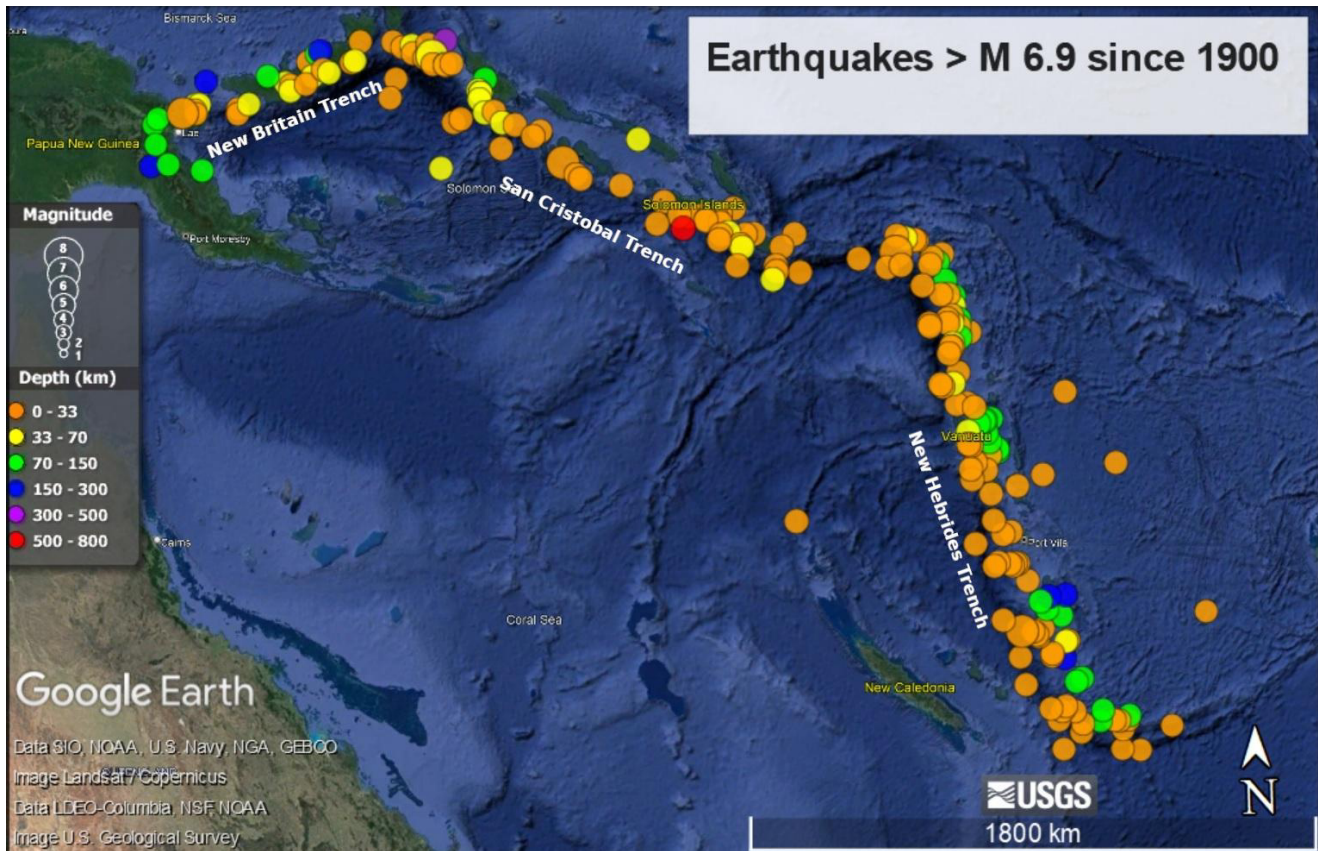 Bismarck Sea
Earthquakes > M 6.9 since 1900
New Britain Trench
Lae
Papua New Guinea
Solomon
San Cristobal Trench
Solomon Islands
Magnitude
Port Moresby
8
7
6
5
4
3
2
1
Depth (km)
0 - 33
33 - 70
70 - 150
150 - 300
300 - 500
500 - 800
Vanuatu
New Hebrides Trench
Cairns
Port Vila
Coral Sea
New Caledonia
Google Earth
Data SIO, NOAA, U.S. Navy, NGA, GEBCO
QUEENSLAND
Image Landsat / Copernicus
Data LDEO-Columbia, NSF, NOAA
Image U.S. Geological Survey
USGS
N
1800 km